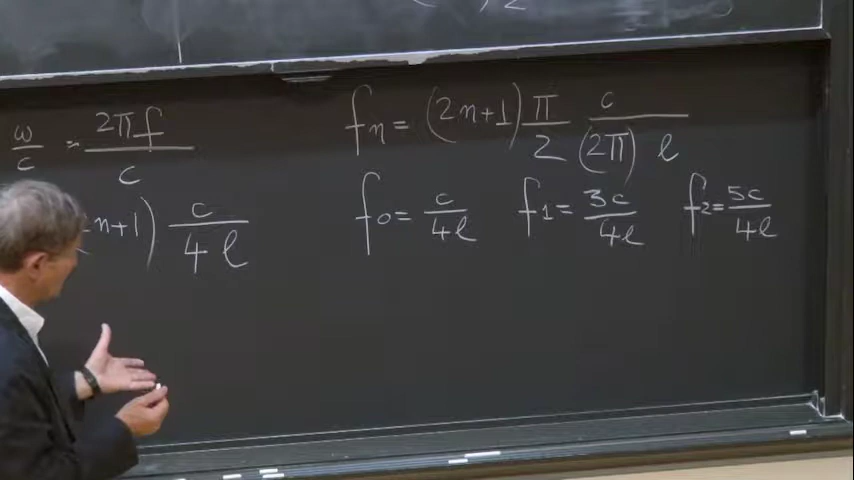 ω/c = 2πf/c
fn = (2n+1) π/2 c/((2π) ℓ)
n+1) c/4ℓ
f0 = c/4ℓ f1 = 3c/4ℓ f2 = 5c/4ℓ